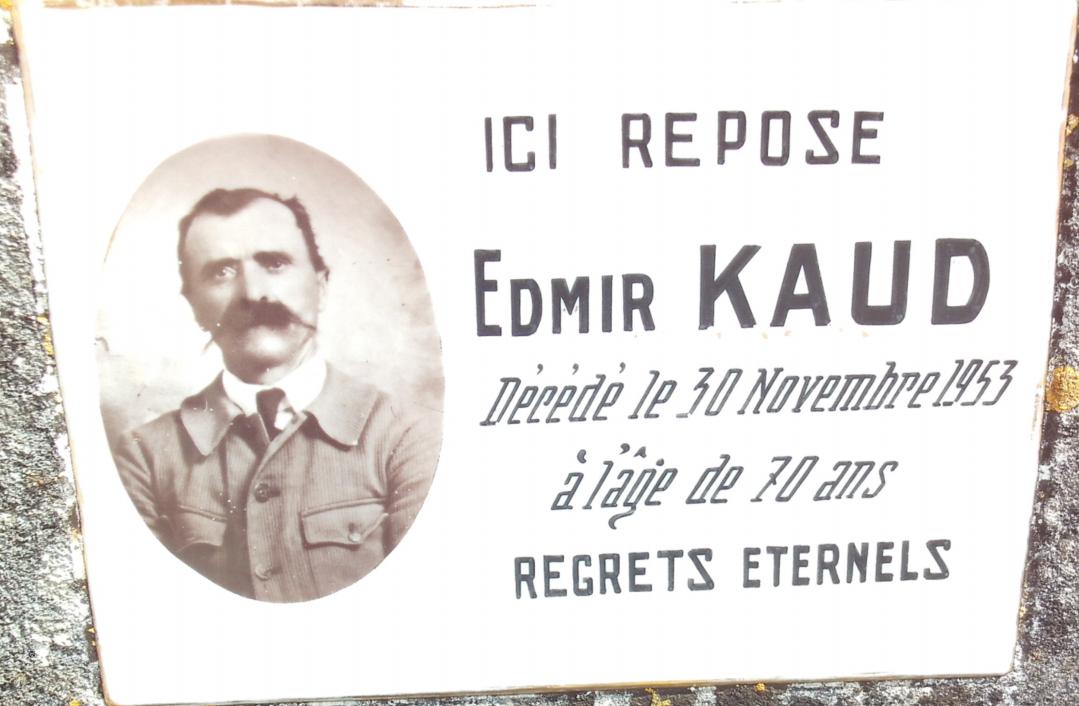 ICI REPOSE
EDMIR KAUD
Décédé le 30 Novembre 1953
à l'âge de 70 ans
REGRETS ETERNELS